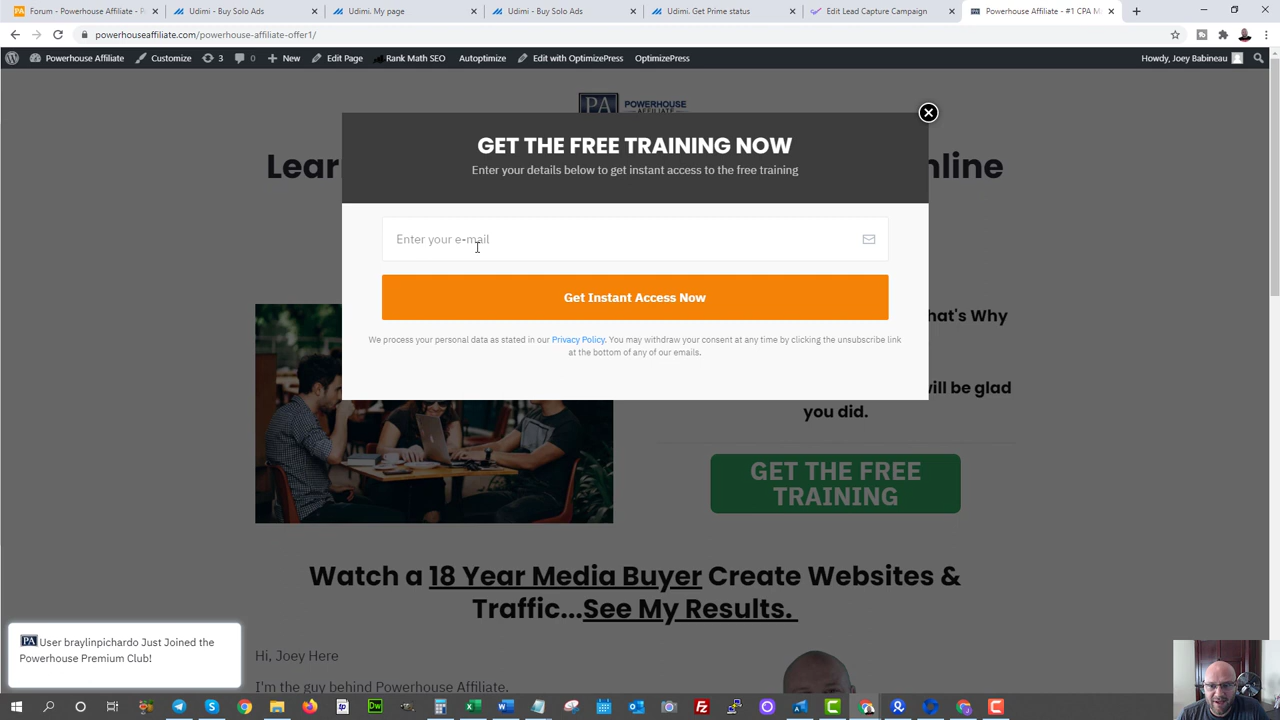 Forum - Powerhouse Affiliate - P
Udimi - Buy Solo Ads
Udimi. My page
Udimi - Buy Solo Ads
Udimi. Get Prime status
Edit Lead Capture Campaign
Powerhouse Affiliate - #1 CPA M
powerhouseaffiliate.com/powerhouse-affiliate-offer1/
Powerhouse Affiliate Customize 3 0 New Edit Page Rank Math SEO Autoptimize Edit with OptimizePress OptimizePress Howdy, Joey Babineau
PA POWERHOUSE
GET THE FREE TRAINING NOW
Enter your details below to get instant access to the free training
Enter your e-mail
Get Instant Access Now
We process your personal data as stated in our Privacy Policy. You may withdraw your consent at any time by clicking the unsubscribe link
at the bottom of any of our emails.
hat's Why
will be glad
you did.
GET THE FREE
TRAINING
Watch a 18 Year Media Buyer Create Websites &
Traffic...See My Results.
Hi, Joey Here
I'm the guy behind Powerhouse Affiliate.
PA User braylinpichardo Just Joined the
Powerhouse Premium Club!